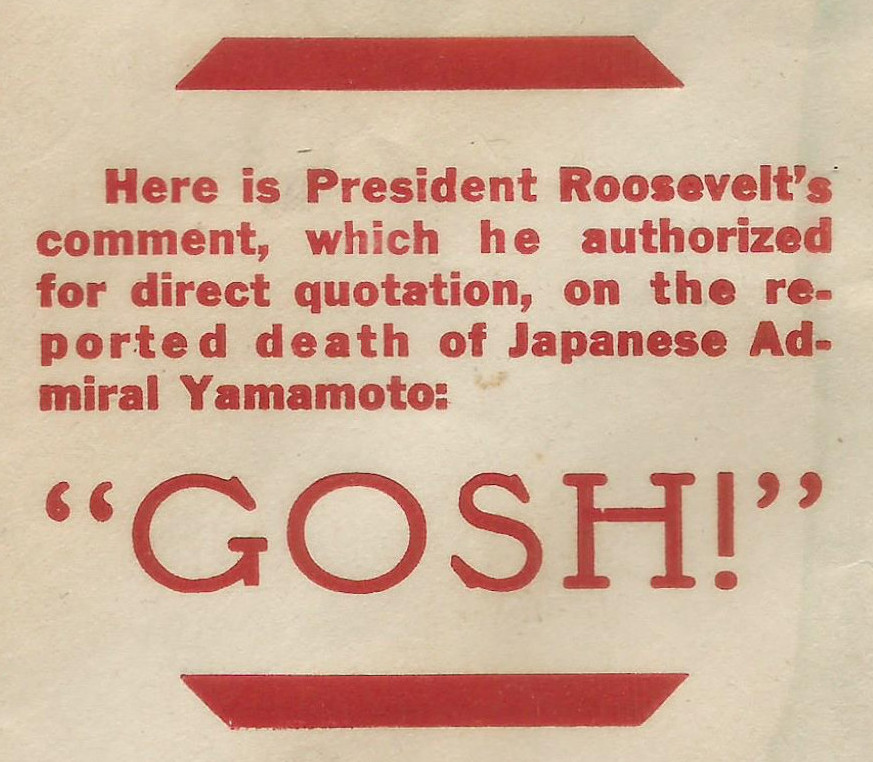 Here is President Roosevelt's
comment, which he authorized
for direct quotation, on the re-
ported death of Japanese Ad-
miral Yamamoto:
“GOSH!”